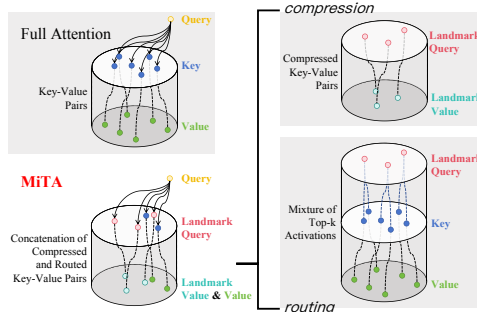 Full Attention
Query
Key
Key-Value
Pairs
Value
MiTA
Query
Landmark
Query
Concatenation of
Compressed
and Routed
Key-Value Pairs
Landmark
Value & Value
compression
Landmark
Query
Compressed
Key-Value
Pairs
Landmark
Value
Landmark
Query
Mixture of
Top-k
Activations
Key
Value
routing